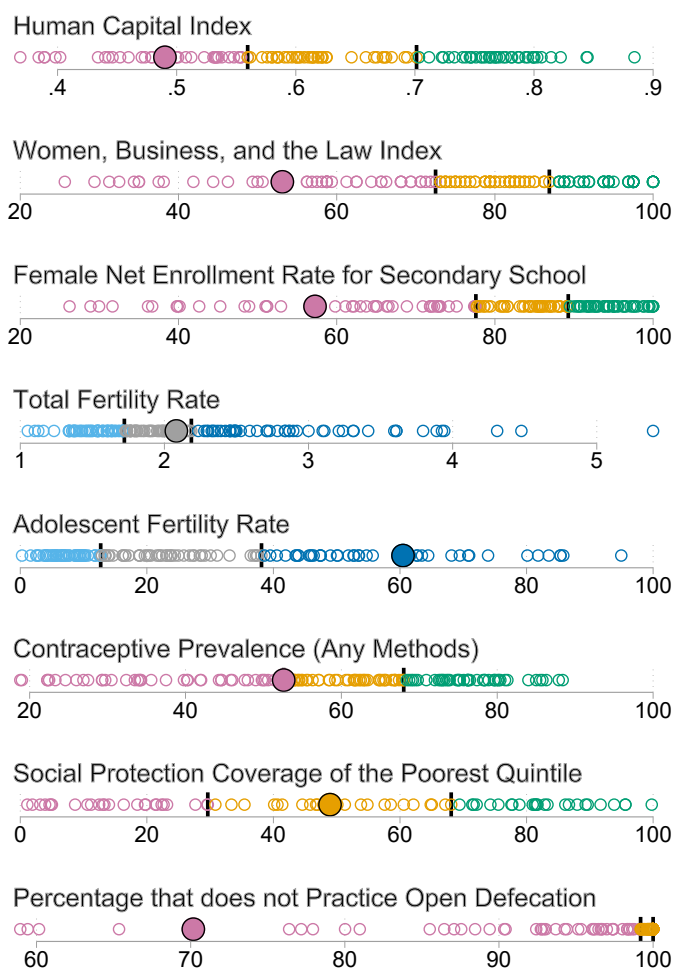 Human Capital Index
.4 .5 .6 .7 .8 .9
Women, Business, and the Law Index
20 40 60 80 100
Female Net Enrollment Rate for Secondary School
20 40 60 80 100
Total Fertility Rate
1 2 3 4 5
Adolescent Fertility Rate
0 20 40 60 80 100
Contraceptive Prevalence (Any Methods)
20 40 60 80 100
Social Protection Coverage of the Poorest Quintile
0 20 40 60 80 100
Percentage that does not Practice Open Defecation
60 70 80 90 100